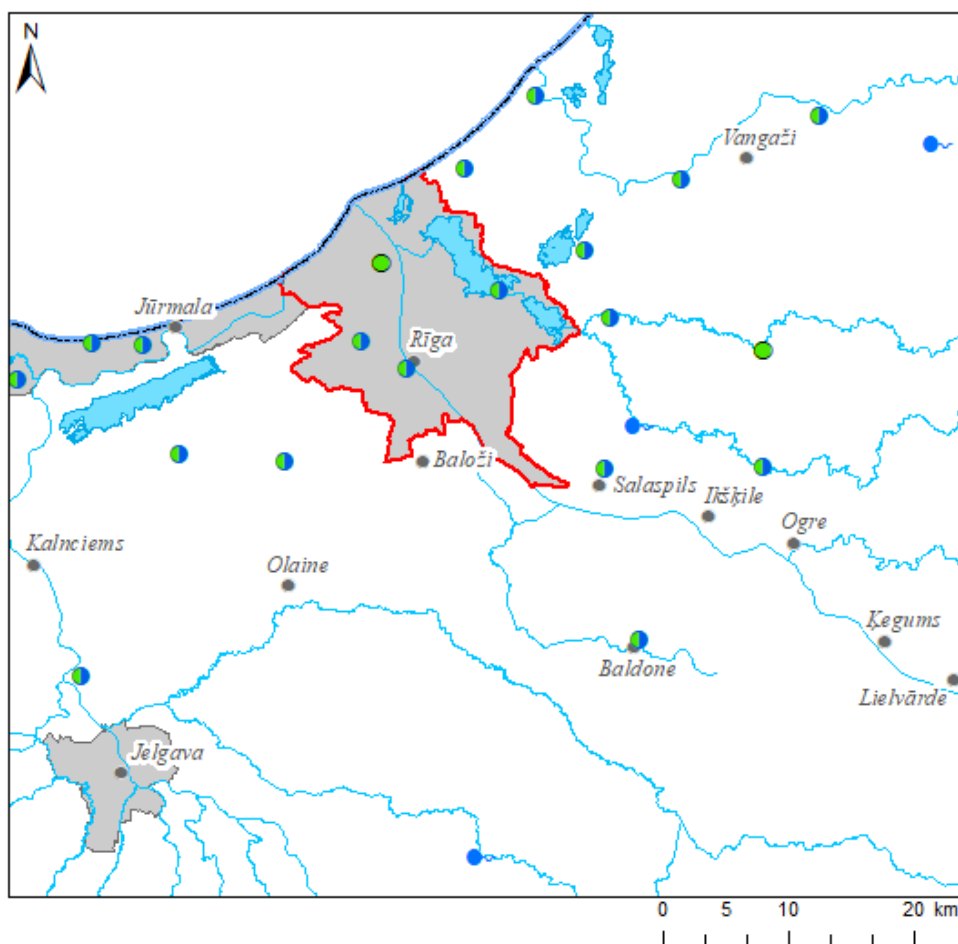 N
Vangaži
Jūrmala
Rīga
Baloži
Salaspils
Ikšķile
Ogre
Kalnciems
Olaine
Ķegums
Baldone
Lielvārde
Jelgava
0 5 10 20 km